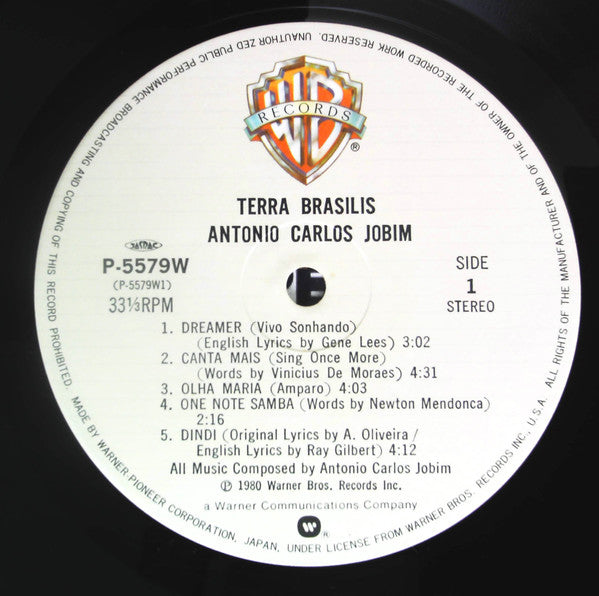 WB
RECORDS
®
TERRA BRASILIS
ANTONIO CARLOS JOBIM
JASRAC
P-5579W
(P-5579W1)
33⅓RPM
SIDE
1
STEREO
1. DREAMER (Vivo Sonhando)
(English Lyrics by Gene Lees) 3:02
2. CANTA MAIS (Sing Once More)
(Words by Vinicius De Moraes) 4:31
3. OLHA MARIA (Amparo) 4:03
4. ONE NOTE SAMBA (Words by Newton Mendonca)
2:16
5. DINDI (Original Lyrics by A. Oliveira /
English Lyrics by Ray Gilbert) 4:12
All Music Composed by Antonio Carlos Jobim
℗ 1980 Warner Bros. Records Inc.
a Warner Communications Company
W®
MADE BY WARNER PIONEER CORPORATION, JAPAN, UNDER LICENSE FROM WARNER BROS. RECORDS INC., U.S.A. ALL RIGHTS OF THE MANUFACTURER AND OF THE OWNER OF THE RECORDED WORK RESERVED. UNAUTHORIZED PUBLIC PERFORMANCE BROADCASTING AND COPYING OF THIS RECORD PROHIBITED.